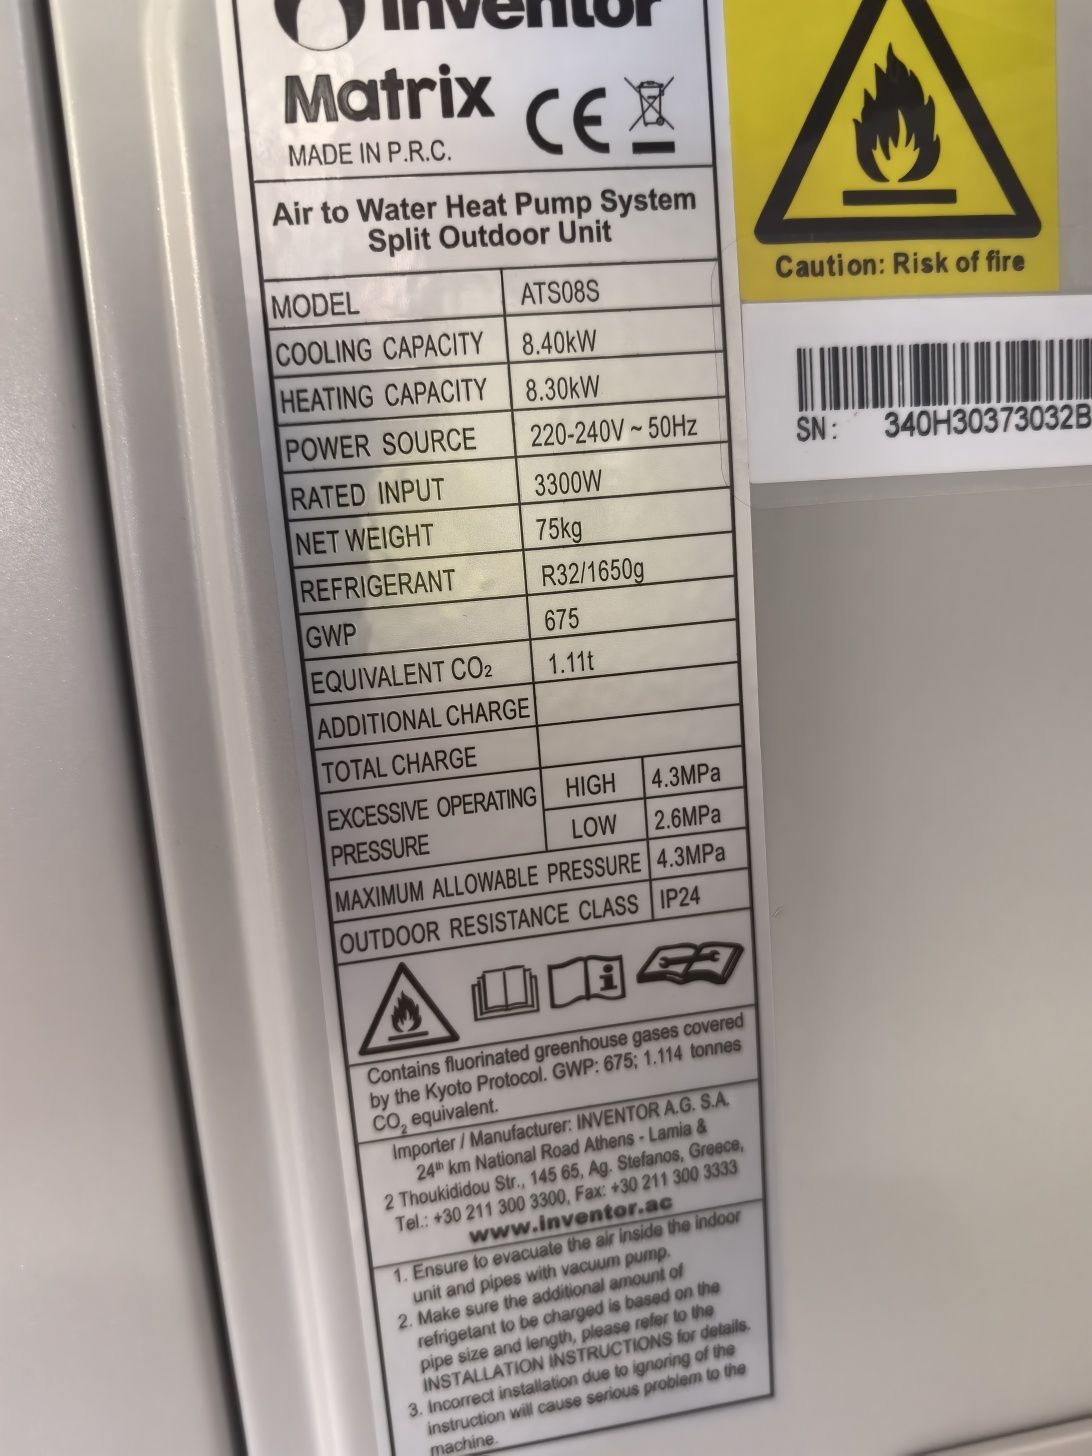 Inventor
Matrix
CE
MADE IN P.R.C.
Air to Water Heat Pump System
Split Outdoor Unit
MODEL ATS08S
COOLING CAPACITY 8.40kW
HEATING CAPACITY 8.30kW
POWER SOURCE 220-240V ~ 50Hz
RATED INPUT 3300W
NET WEIGHT 75kg
REFRIGERANT R32/1650g
GWP 675
EQUIVALENT CO₂ 1.11t
ADDITIONAL CHARGE
TOTAL CHARGE
EXCESSIVE OPERATING PRESSURE HIGH 4.3MPa
LOW 2.6MPa
MAXIMUM ALLOWABLE PRESSURE 4.3MPa
OUTDOOR RESISTANCE CLASS IP24
Contains fluorinated greenhouse gases covered
by the Kyoto Protocol. GWP: 675; 1.114 tonnes
CO₂ equivalent.
Importer / Manufacturer: INVENTOR A.G. S.A.
24th km National Road Athens - Lamia &
2 Thoukididou Str., 145 65, Ag. Stefanos, Greece,
Tel.: +30 211 300 3300, Fax: +30 211 300 3333
www.inventor.ac
1. Ensure to evacuate the air inside the indoor
unit and pipes with vacuum pump.
2. Make sure the additional amount of
refrigetant to be charged is based on the
pipe size and length, please refer to the
INSTALLATION INSTRUCTIONS for details.
3. Incorrect installation due to ignoring of the
instruction will cause serious problem to the
machine.
Caution: Risk of fire
SN: 340H30373032B